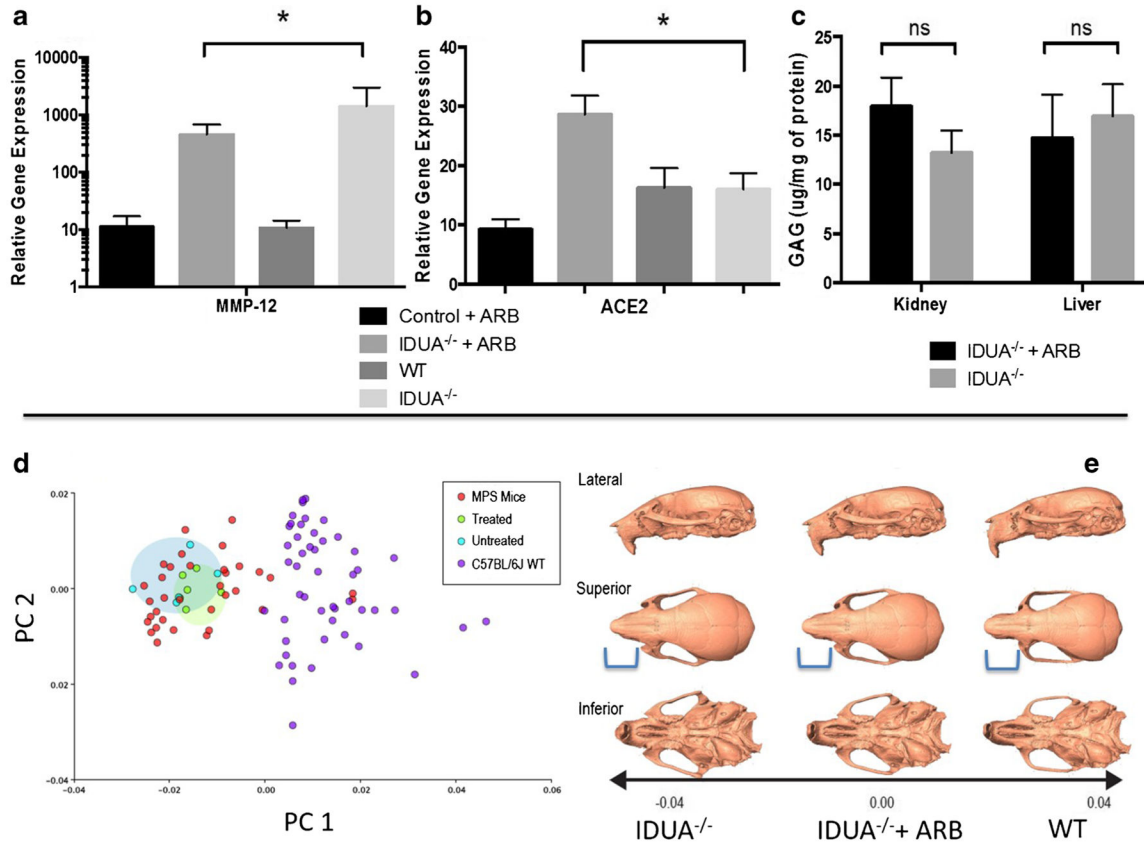 a
*
Relative Gene Expression
10000
1000
100
10
1
MMP-12
b
*
Relative Gene Expression
40
30
20
10
0
ACE2
Control + ARB
IDUA-/- + ARB
WT
IDUA-/-
c
ns
ns
GAG (ug/mg of protein)
25
20
15
10
5
0
Kidney
Liver
IDUA-/- + ARB
IDUA-/-
d
PC 2
0.02
0.00
0.02
-0.04
-0.04
-0.02
0.00
0.02
0.04
0.06
PC 1
MPS Mice
Treated
Untreated
C57BL/6J WT
e
Lateral
Superior
Inferior
-0.04
0.00
0.04
IDUA-/-
IDUA-/-+ ARB
WT